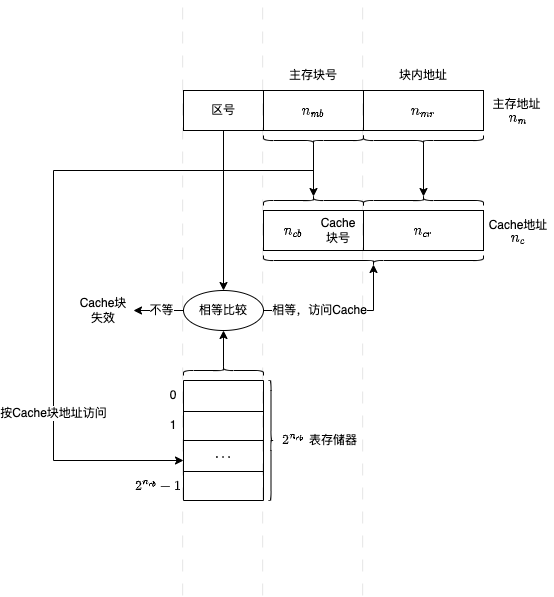 主存块号
块内地址
区号
n_{mb}
n_{mr}
主存地址
n_m
n_{cb}
Cache
块号
n_{cr}
Cache地址
n_c
Cache块
失效
不等
相等比较
相等，访问Cache
0
按Cache块地址访问
1
2^{n_{cb}} 表存储器
...
2^{n_{cb}} − 1